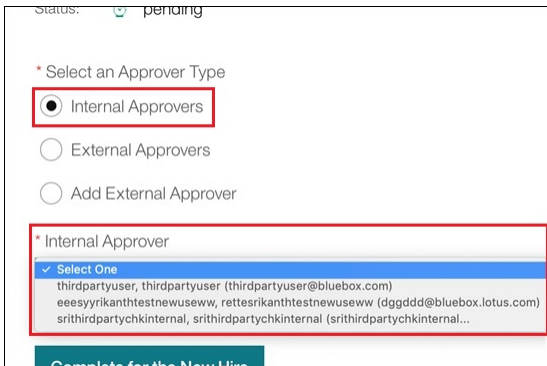 Status: pending
* Select an Approver Type
Internal Approvers
External Approvers
Add External Approver
* Internal Approver
✓ Select One
thirdpartyuser, thirdpartyuser (thirdpartyuser@bluebox.com)
eeesyyrikanthtestnewuseww, rettesrikanthtestnewuseww (dggddd@bluebox.lotus.com)
srithirdpartychkinternal, srithirdpartychkinternal (srithirdpartychkinternal...
Complete for the New Hire